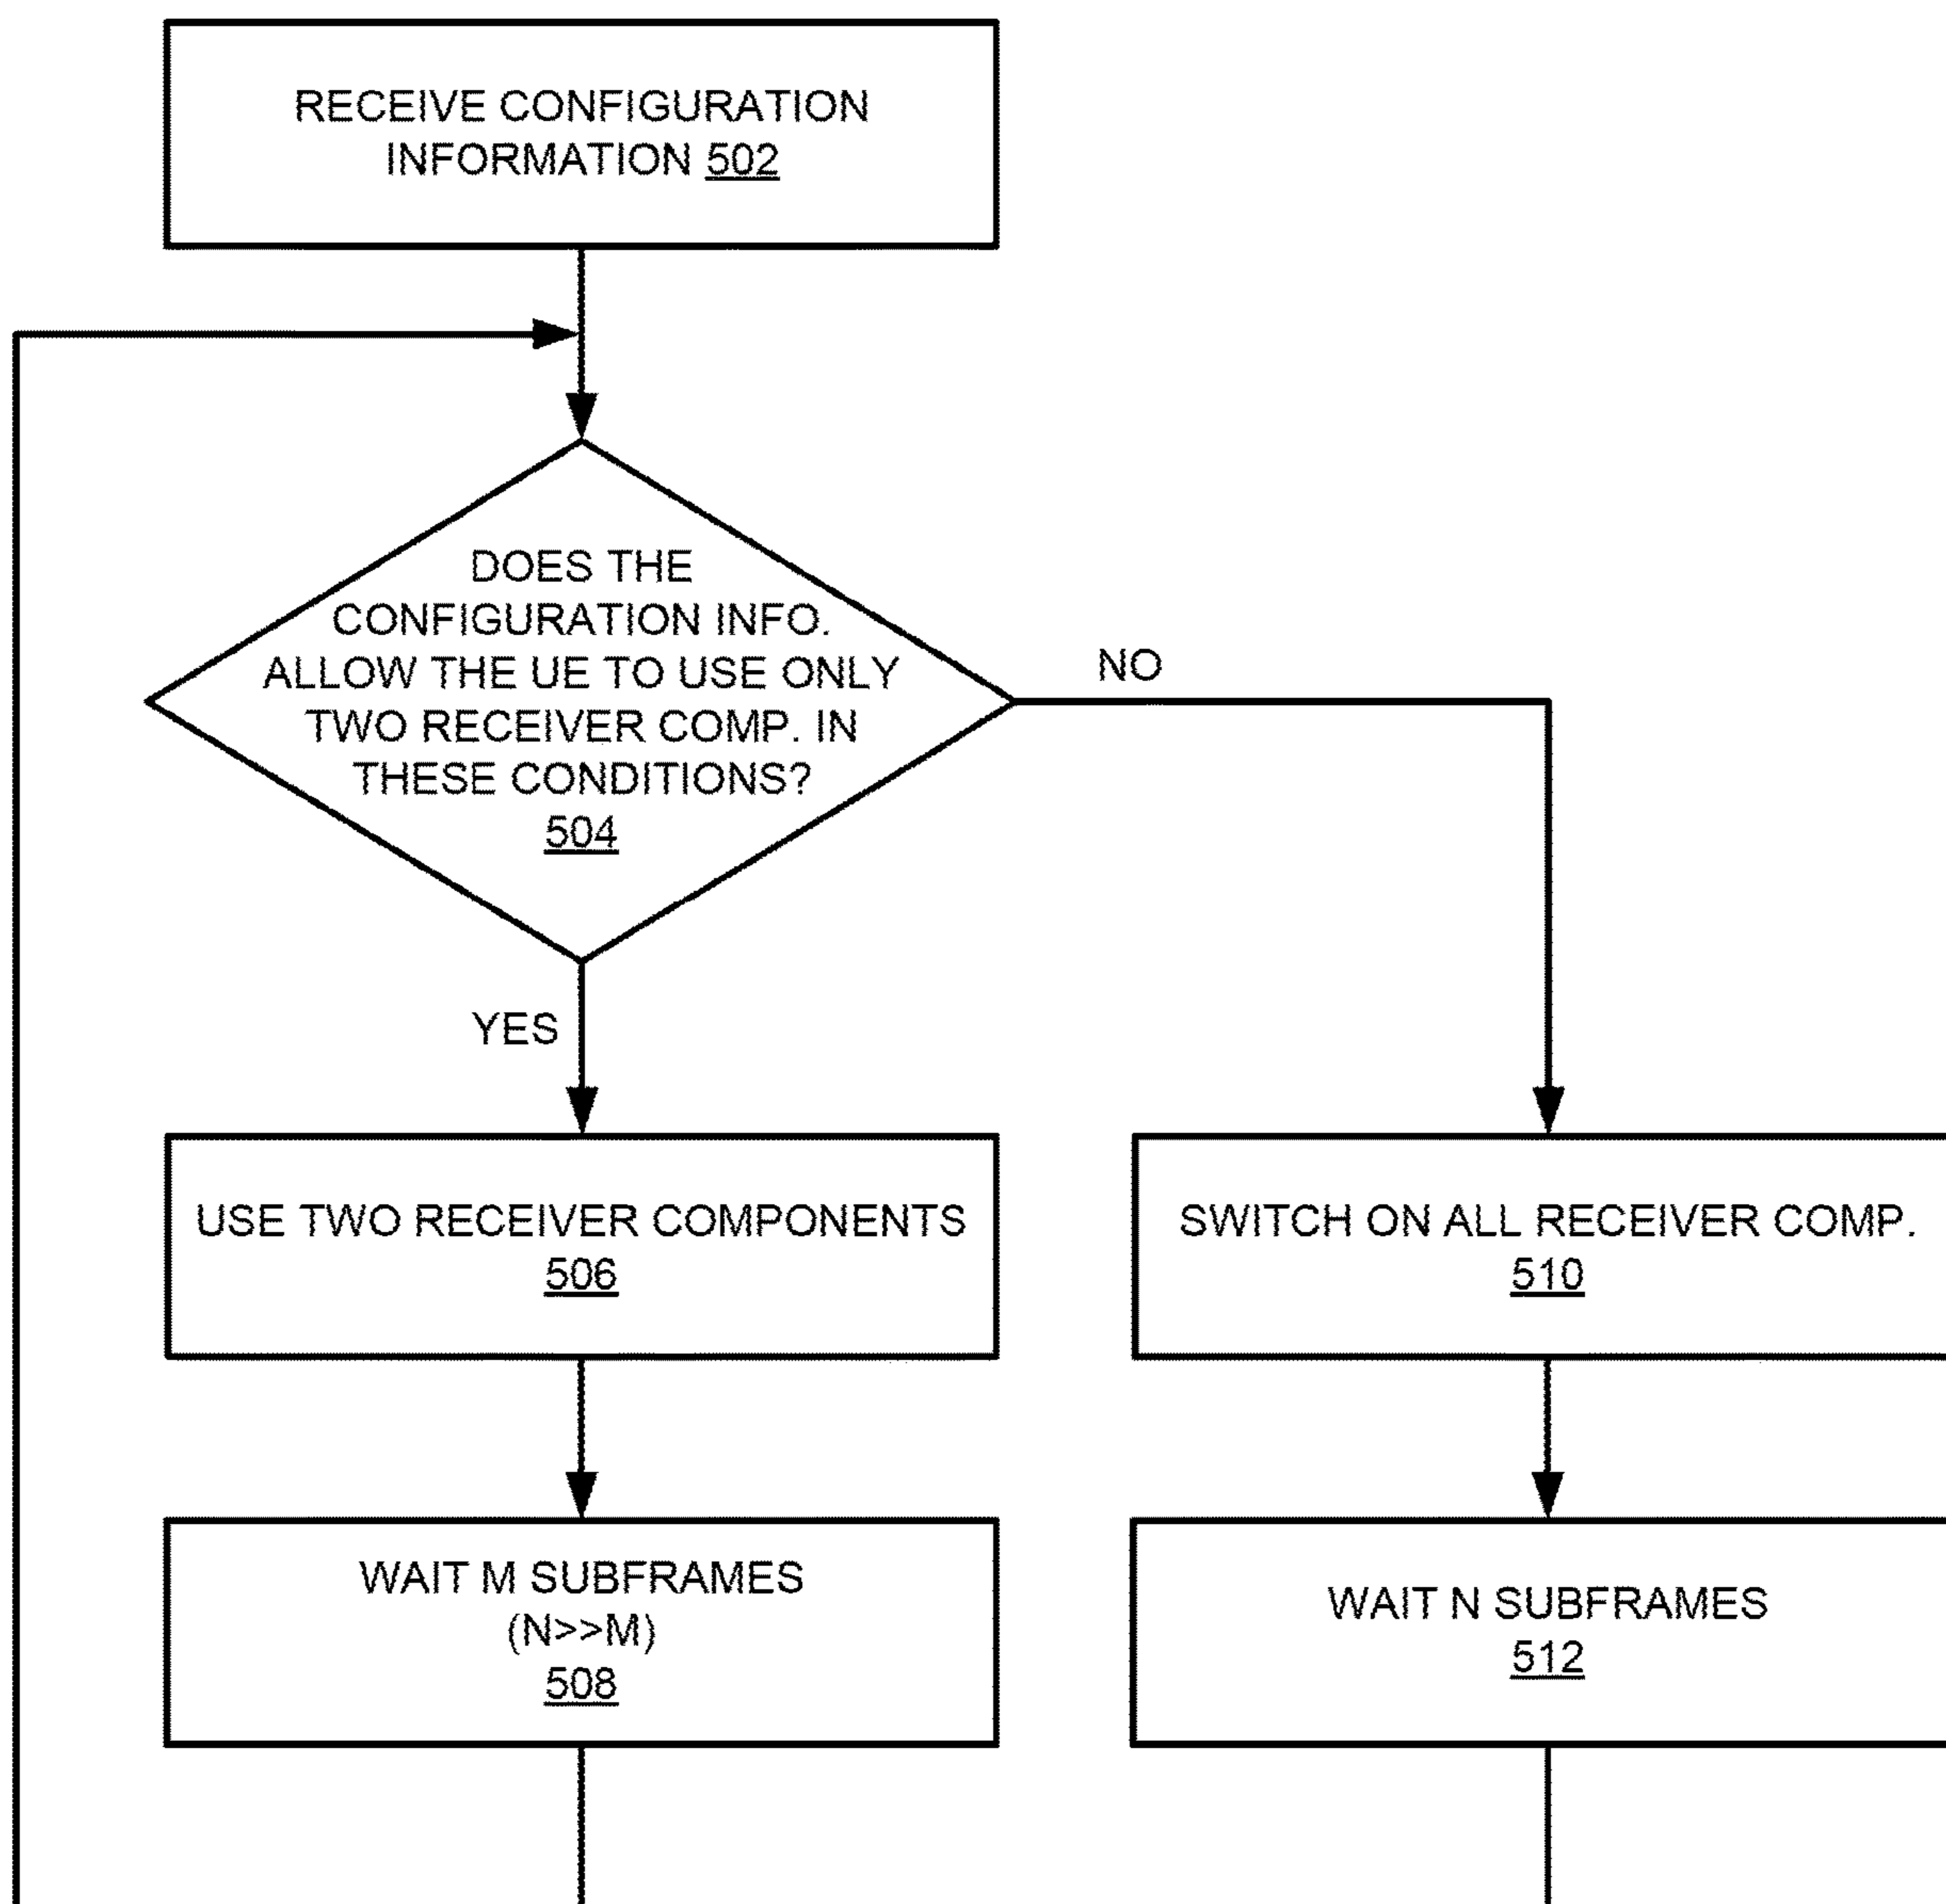 RECEIVE CONFIGURATION
INFORMATION 502
DOES THE
CONFIGURATION INFO.
ALLOW THE UE TO USE ONLY
TWO RECEIVER COMP. IN
THESE CONDITIONS?
504
NO
YES
USE TWO RECEIVER COMPONENTS
506
SWITCH ON ALL RECEIVER COMP.
510
WAIT M SUBFRAMES
(N>>M)
508
WAIT N SUBFRAMES
512